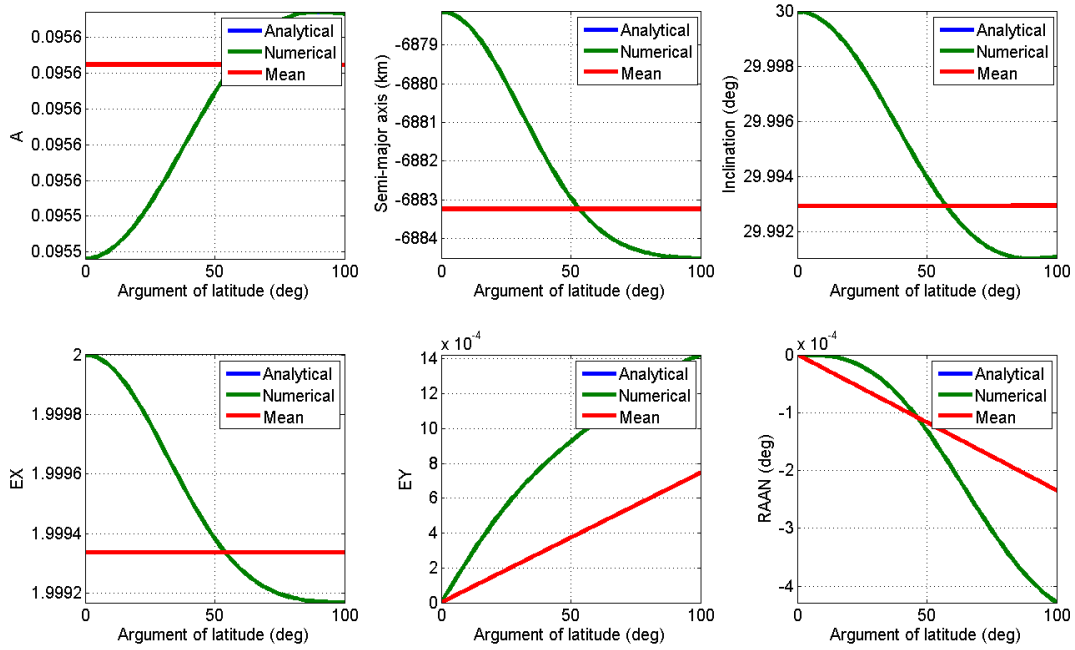 0.0956
0.0956
0.0956
0.0956
0.0956
0.0955
0.0955
A
0
50
100
Argument of latitude (deg)
Analytical
Numerical
Mean
-6879
-6880
-6881
-6882
-6883
-6884
Semi-major axis (km)
0
50
100
Argument of latitude (deg)
Analytical
Numerical
Mean
30
29.998
29.996
29.994
29.992
Inclination (deg)
0
50
100
Argument of latitude (deg)
Analytical
Numerical
Mean
2
1.9998
1.9996
1.9994
1.9992
EX
0
50
100
Argument of latitude (deg)
Analytical
Numerical
Mean
x 10⁻⁴
14
12
10
8
6
4
2
0
EY
0
50
100
Argument of latitude (deg)
Analytical
Numerical
Mean
x 10⁻⁴
0
-1
-2
-3
-4
RAAN (deg)
0
50
100
Argument of latitude (deg)
Analytical
Numerical
Mean